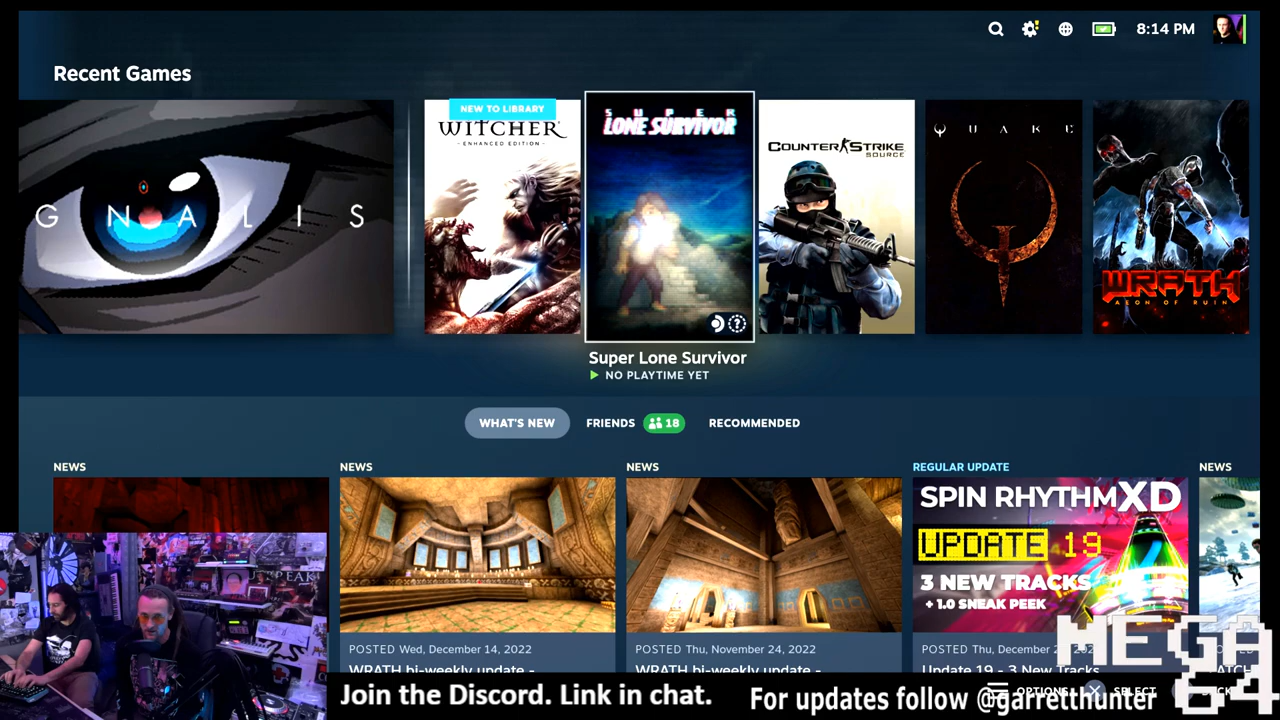 8:14 PM
Recent Games
GNALIS
NEW TO LIBRARY
WITCHER
- ENHANCED EDITION -
SUPER
LONE SURVIVOR
COUNTER STRIKE
SOURCE
QUAKE
WRATH
AEON OF RUIN
Super Lone Survivor
NO PLAYTIME YET
WHAT'S NEW
FRIENDS 18
RECOMMENDED
NEWS
NEWS
NEWS
REGULAR UPDATE
NEWS
SPIN RHYTHM XD
UPDATE 19
3 NEW TRACKS
+ 1.0 SNEAK PEEK
POSTED Wed, December 14, 2022
WRATH bi-weekly update -
POSTED Thu, November 24, 2022
WRATH bi-weekly update -
POSTED Thu, December
Update 19 - 3 New Tracks
MEGA
64
OPTIONS
SELECT
Join the Discord. Link in chat.
For updates follow @garretthunter